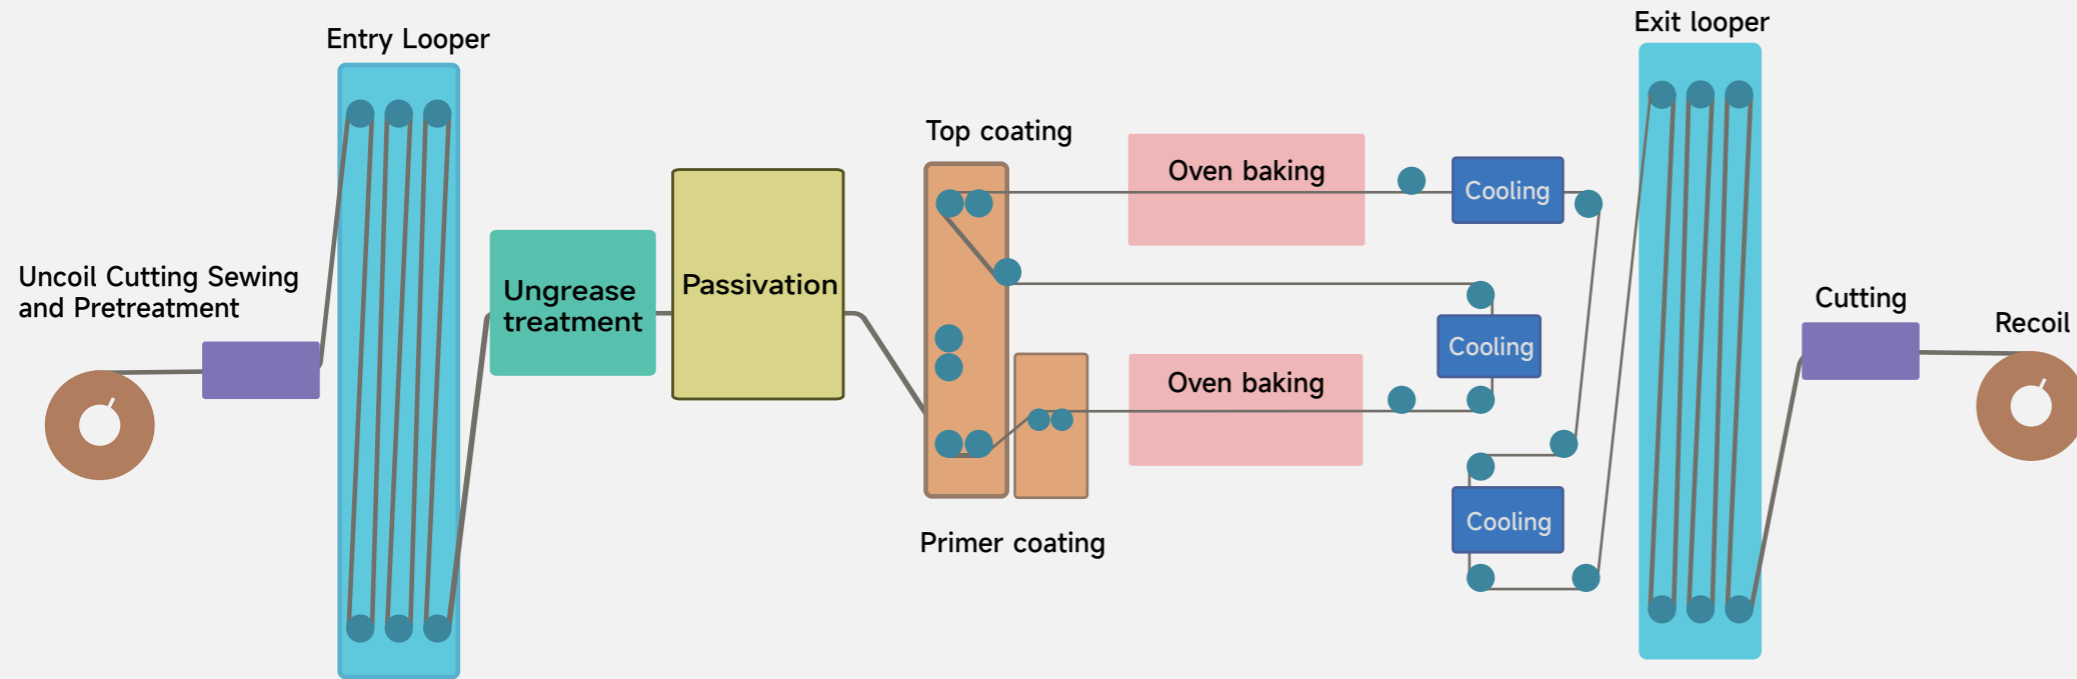 Entry Looper
Exit looper
Top coating
Oven baking
Cooling
Uncoil Cutting Sewing
and Pretreatment
Ungrease
treatment
Passivation
Cutting
Recoil
Cooling
Oven baking
Cooling
Primer coating